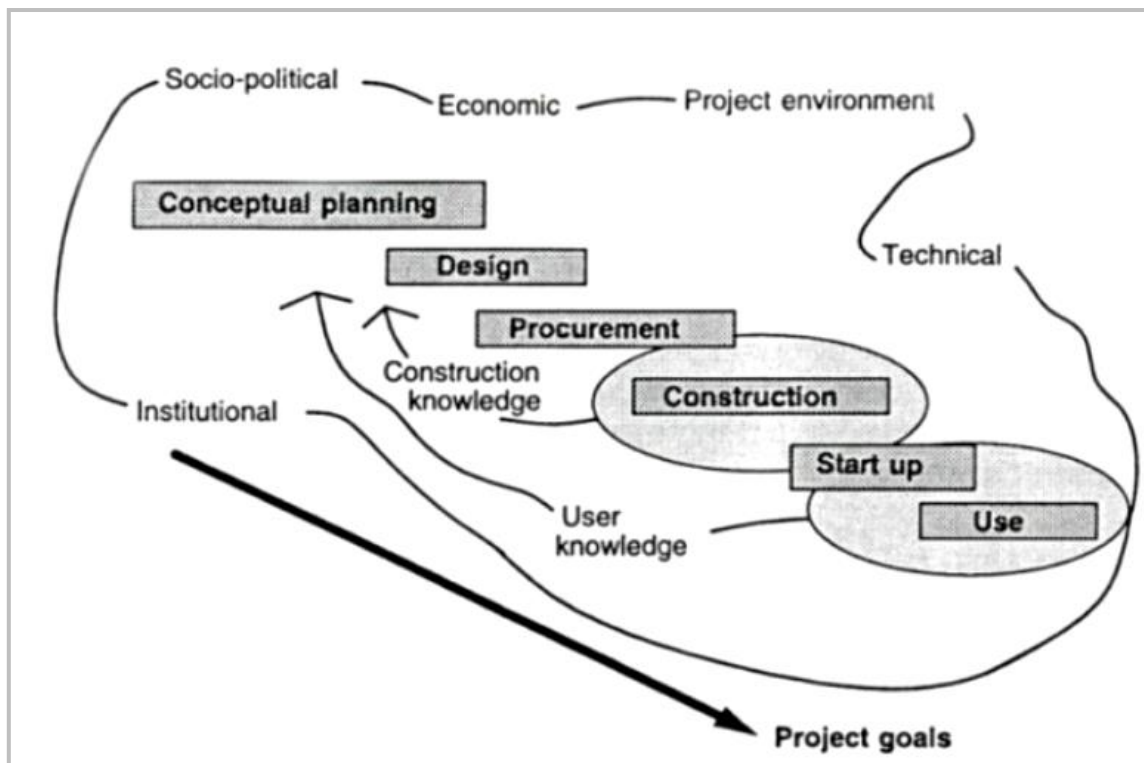 Socio-political
Economic
Project environment
Conceptual planning
Technical
Design
Procurement
Construction
knowledge
Construction
Institutional
Start up
User
knowledge
Use
Project goals